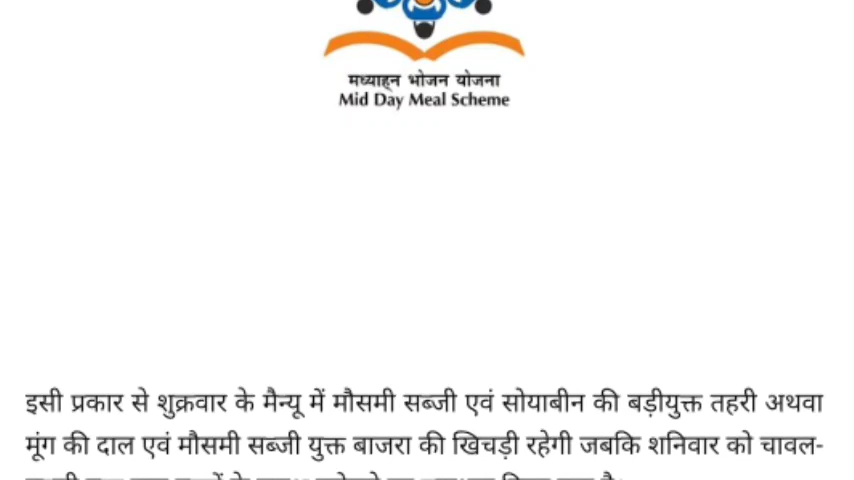 मध्याह्न भोजन योजना
Mid Day Meal Scheme
इसी प्रकार से शुक्रवार के मैन्यू में मौसमी सब्जी एवं सोयाबीन की बड़ीयुक्त तहरी अथवा
मूंग की दाल एवं मौसमी सब्जी युक्त बाजरा की खिचड़ी रहेगी जबकि शनिवार को चावल-